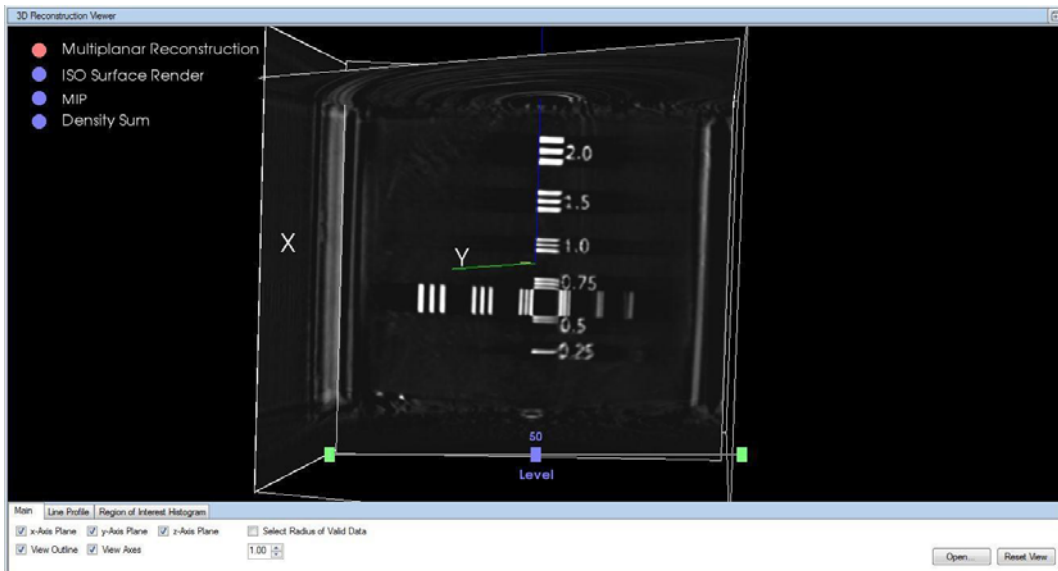 3D Reconstruction Viewer
Multiplanar Reconstruction
ISO Surface Render
MIP
Density Sum
2.0
1.5
X
1.0
Y
0.75
0.5
0.25
50
Level
Main Line Profile Region of Interest Histogram
x-Axis Plane y-Axis Plane z-Axis Plane Select Radius of Valid Data
View Outline View Axes 1.00
Open... Reset View